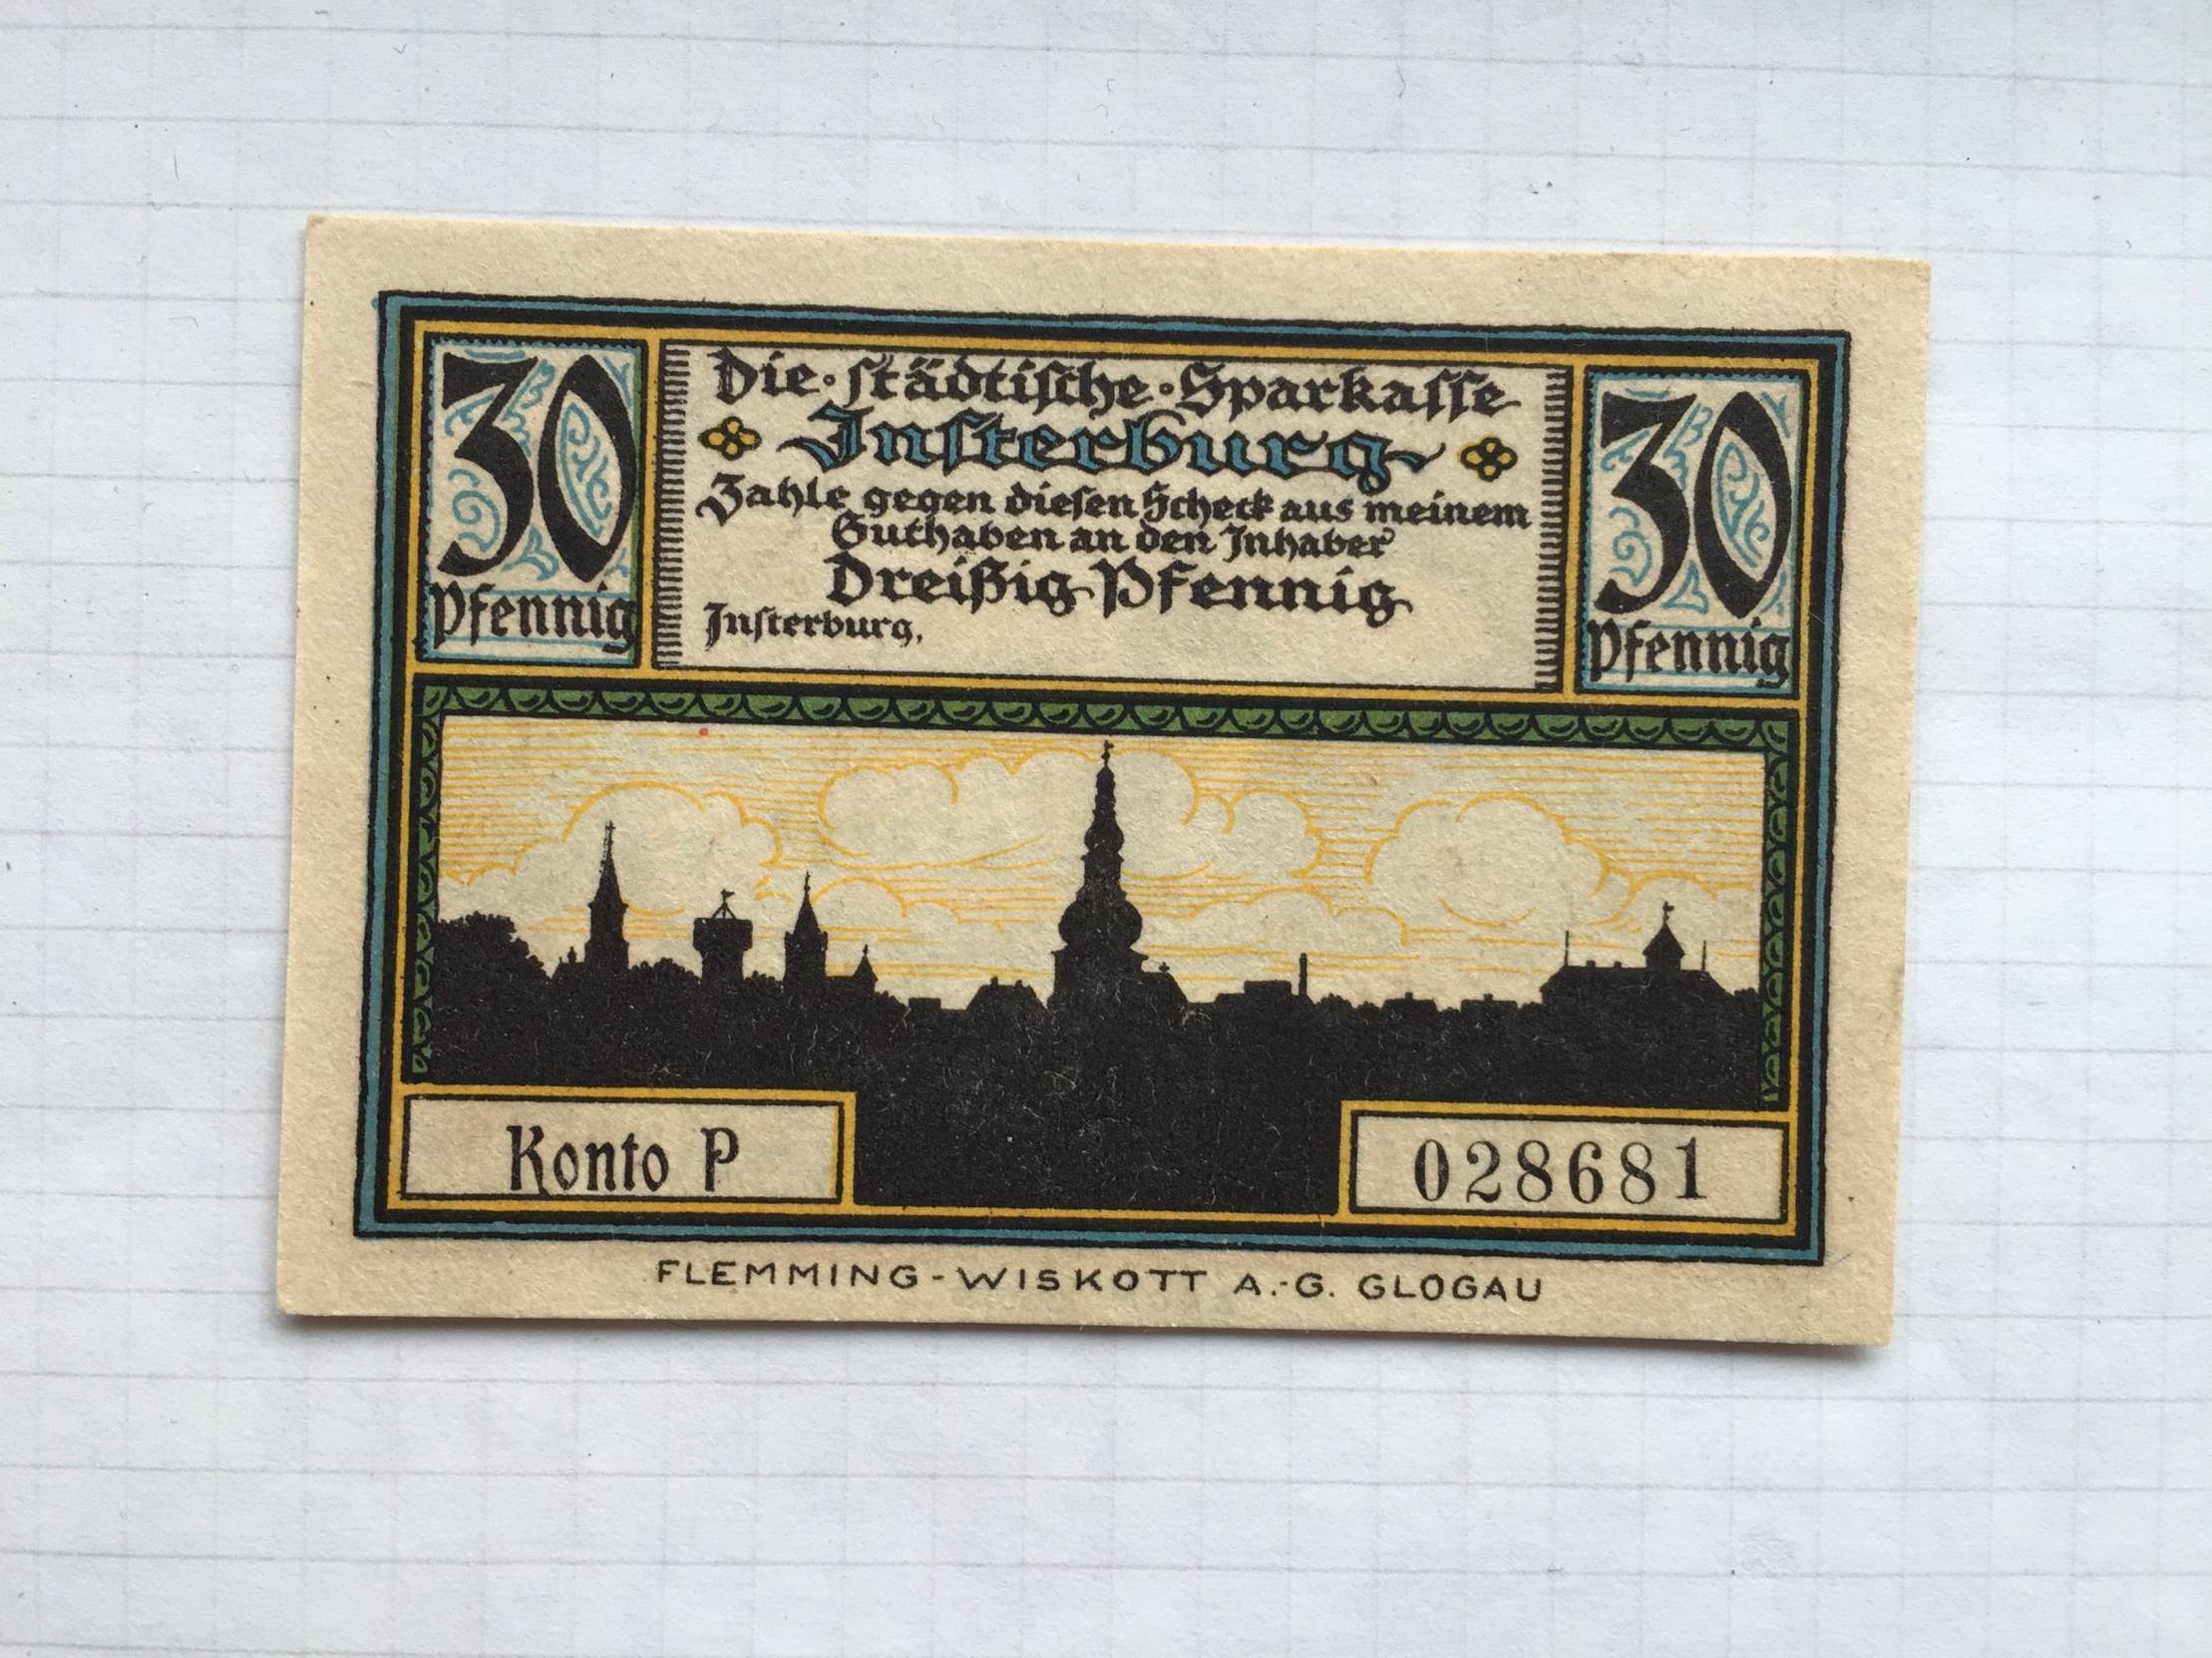 30
Pfennig
Die · städtische · Sparkasse
Insterburg
Zahle gegen diesen Scheck aus meinem
Guthaben an den Inhaber
Dreißig Pfennig
Insterburg,
30
Pfennig
Konto P
028681
FLEMMING-WISKOTT A.-G. GLOGAU